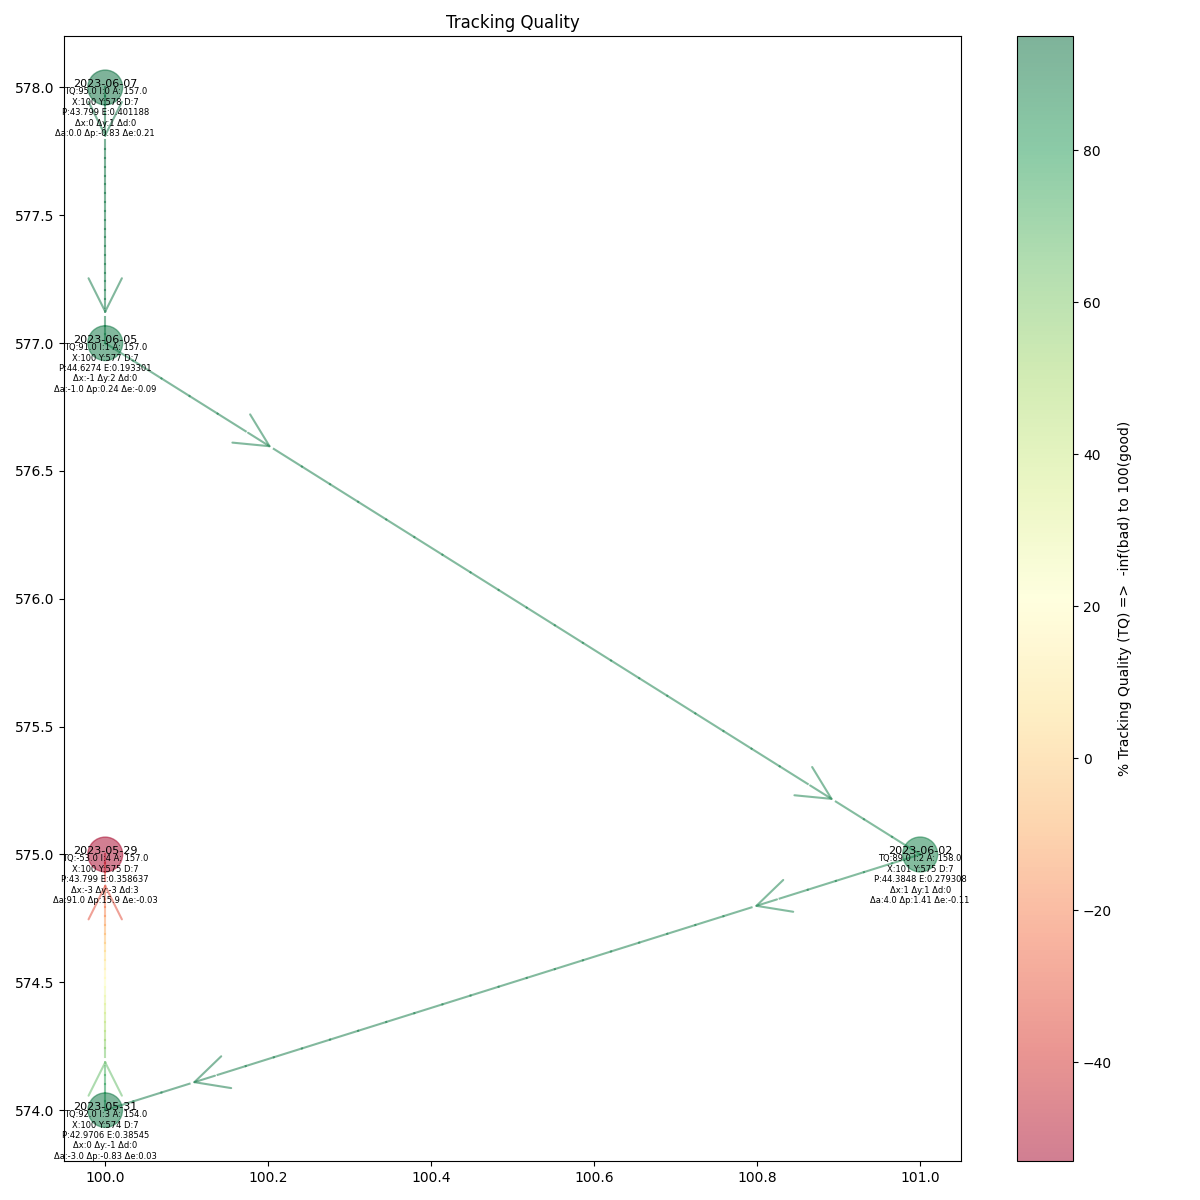 Tracking Quality
578.0
577.5
577.0
576.5
576.0
575.5
575.0
574.5
574.0
2023-06-07
TQ:95.0 I:0 A: 157.0
X:100 Y:578 D:7
P:43.799 E:0.401188
Δx:0 Δy:1 Δd:0
Δa:0.0 Δp:-0.83 Δe:0.21
2023-06-05
TQ:91.0 I:1 A: 157.0
X:100 Y:577 D:7
P:44.6274 E:0.193301
Δx:-1 Δy:2 Δd:0
Δa:-1.0 Δp:0.24 Δe:-0.09
2023-05-29
TQ:-53.0 I:4 A: 157.0
X:100 Y:575 D:7
P:43.799 E:0.358637
Δx:-3 Δy:-3 Δd:3
Δa:91.0 Δp:15.9 Δe:-0.03
2023-06-02
TQ:89.0 I:2 A: 158.0
X:101 Y:575 D:7
P:44.3848 E:0.279308
Δx:1 Δy:1 Δd:0
Δa:4.0 Δp:1.41 Δe:-0.11
2023-05-31
TQ:92.0 I:3 A: 154.0
X:100 Y:574 D:7
P:42.9706 E:0.38545
Δx:0 Δy:-1 Δd:0
Δa:-3.0 Δp:-0.83 Δe:0.03
100.0
100.2
100.4
100.6
100.8
101.0
80
60
40
20
0
−20
−40
% Tracking Quality (TQ) => -inf(bad) to 100(good)